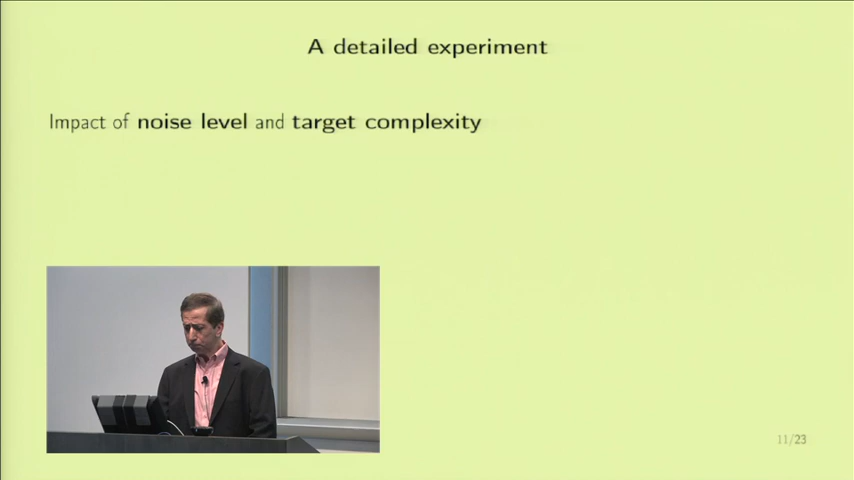 A detailed experiment
Impact of noise level and target complexity
11/23